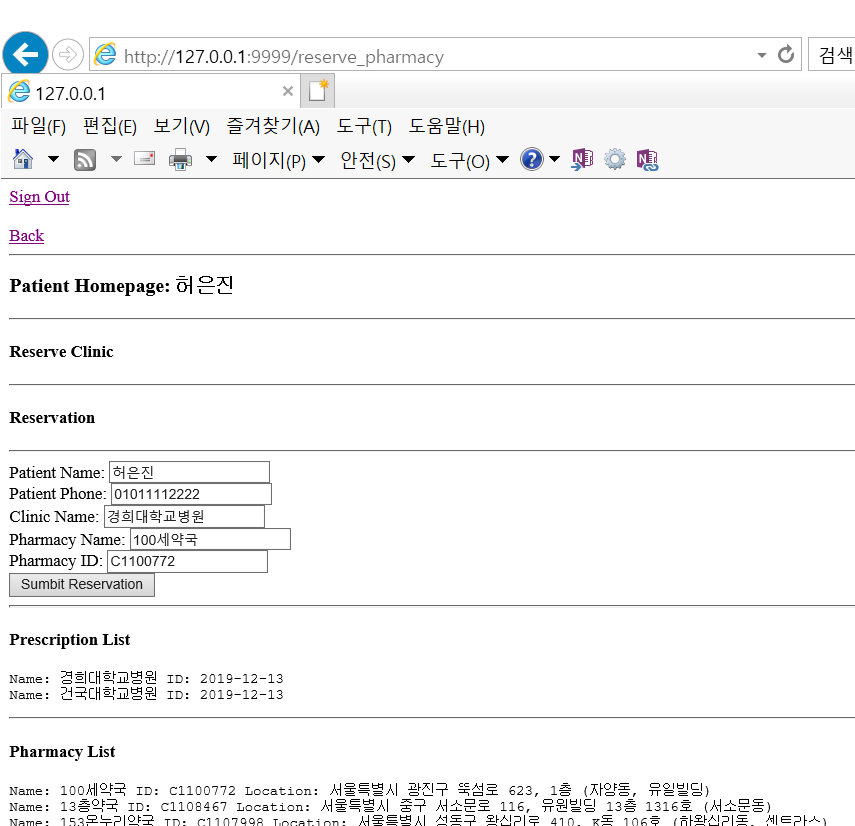 http://127.0.0.1:9999/reserve_pharmacy 검색
127.0.0.1
파일(F) 편집(E) 보기(V) 즐겨찾기(A) 도구(T) 도움말(H)
페이지(P) 안전(S) 도구(O)
Sign Out
Back
Patient Homepage: 허은진
Reserve Clinic
Reservation
Patient Name: 허은진
Patient Phone: 01011112222
Clinic Name: 경희대학교병원
Pharmacy Name: 100세약국
Pharmacy ID: C1100772
Sumbit Reservation
Prescription List
Name: 경희대학교병원 ID: 2019-12-13
Name: 건국대학교병원 ID: 2019-12-13
Pharmacy List
Name: 100세약국 ID: C1100772 Location: 서울특별시 광진구 뚝섬로 623, 1층 (자양동, 유일빌딩)
Name: 13층약국 ID: C1108467 Location: 서울특별시 중구 서소문로 116, 유원빌딩 13층 1316호 (서소문동)
Name: 153온누리약국 ID: C1107998 Location: 서울특별시 성동구 왕십리로 410, K동 106호 (하왕십리동, 센트라스)